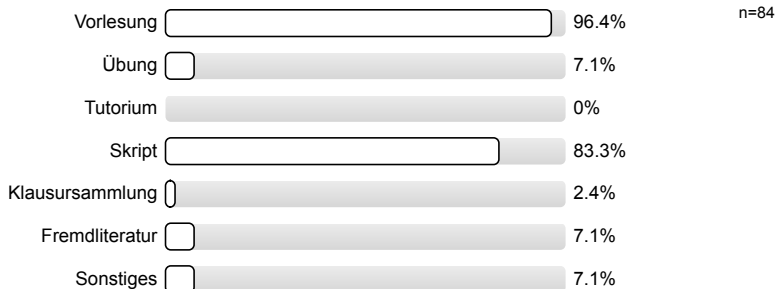 Vorlesung 96.4% n=84
Übung 7.1%
Tutorium 0%
Skript 83.3%
Klausursammlung 2.4%
Fremdliteratur 7.1%
Sonstiges 7.1%